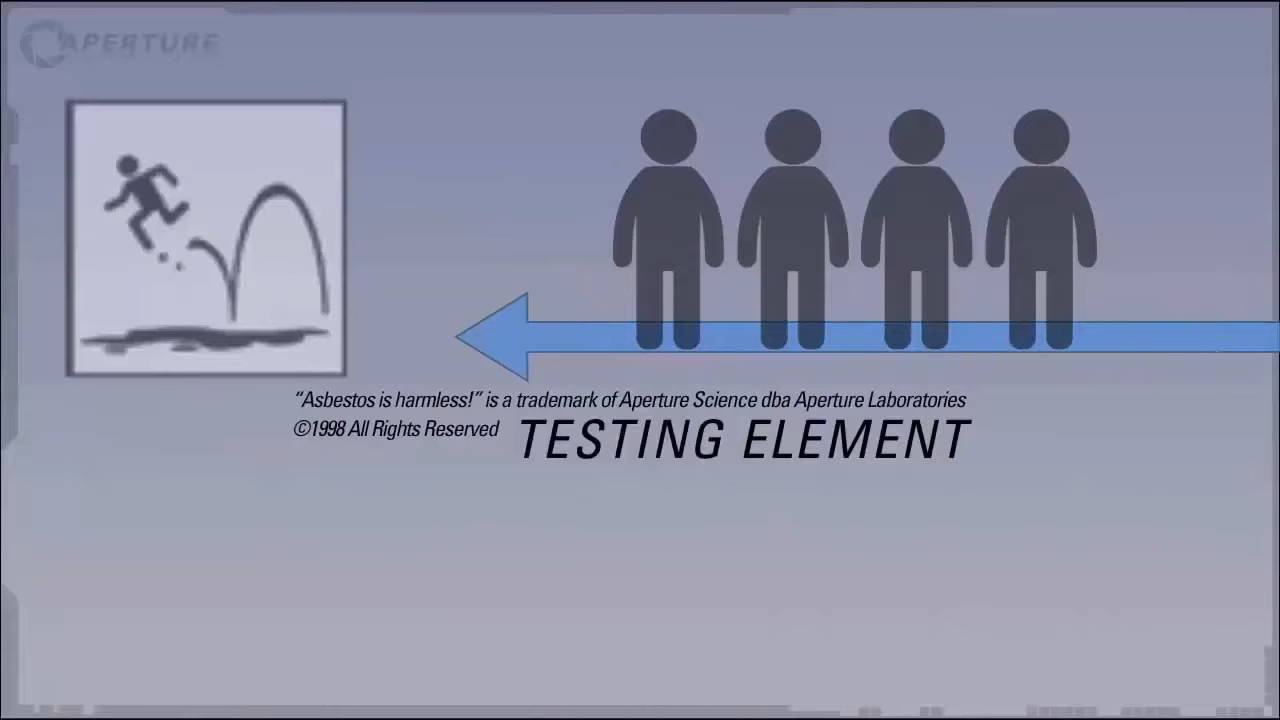 APERTURE
“Asbestos is harmless!” is a trademark of Aperture Science dba Aperture Laboratories
©1998 All Rights Reserved
TESTING ELEMENT